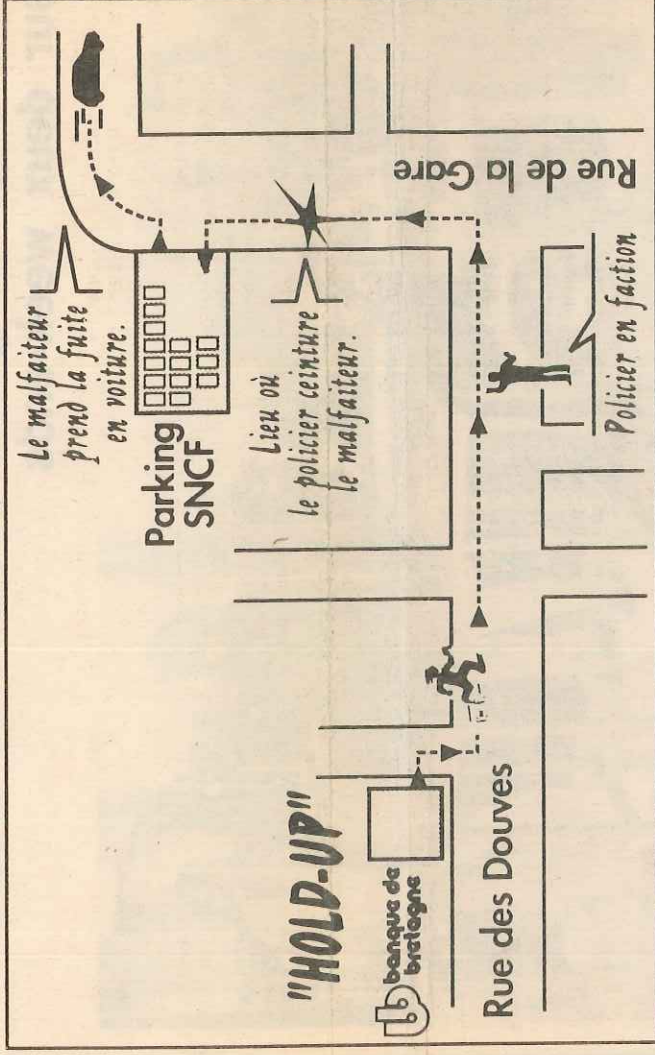 "HOLD-UP"
banque de
bretagne
Rue des Douves
Le malfaiteur
prend la fuite
en voiture.
Parking
SNCF
Lieu où
le policier ceinture
le malfaiteur.
Policier en faction
Rue de la Gare